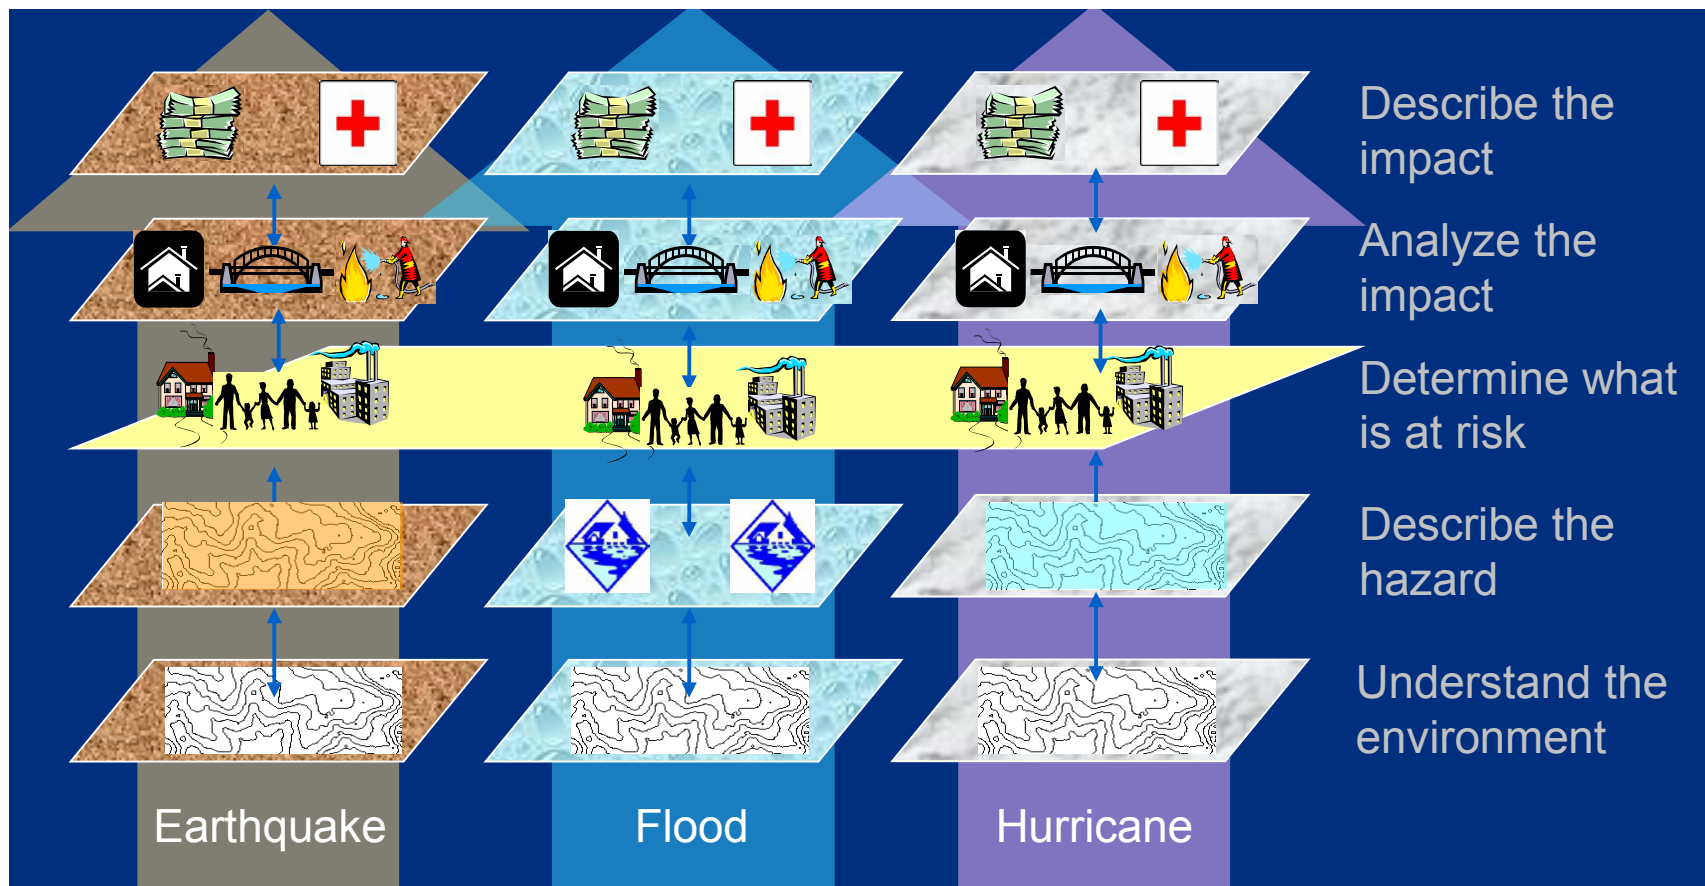 Describe the
impact
Analyze the
impact
Determine what
is at risk
Describe the
hazard
Understand the
environment
Earthquake
Flood
Hurricane